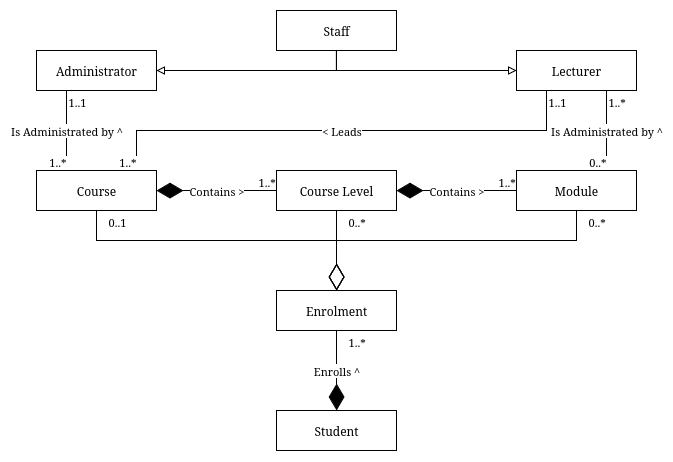 Staff
Administrator
Lecturer
1..1
1..1
1..*
Is Administrated by ^
< Leads
Is Administrated by ^
1..*
1..*
0..*
Course
Contains >
1..*
Course Level
Contains >
1..*
Module
0..1
0..*
0..*
Enrolment
1..*
Enrolls ^
Student